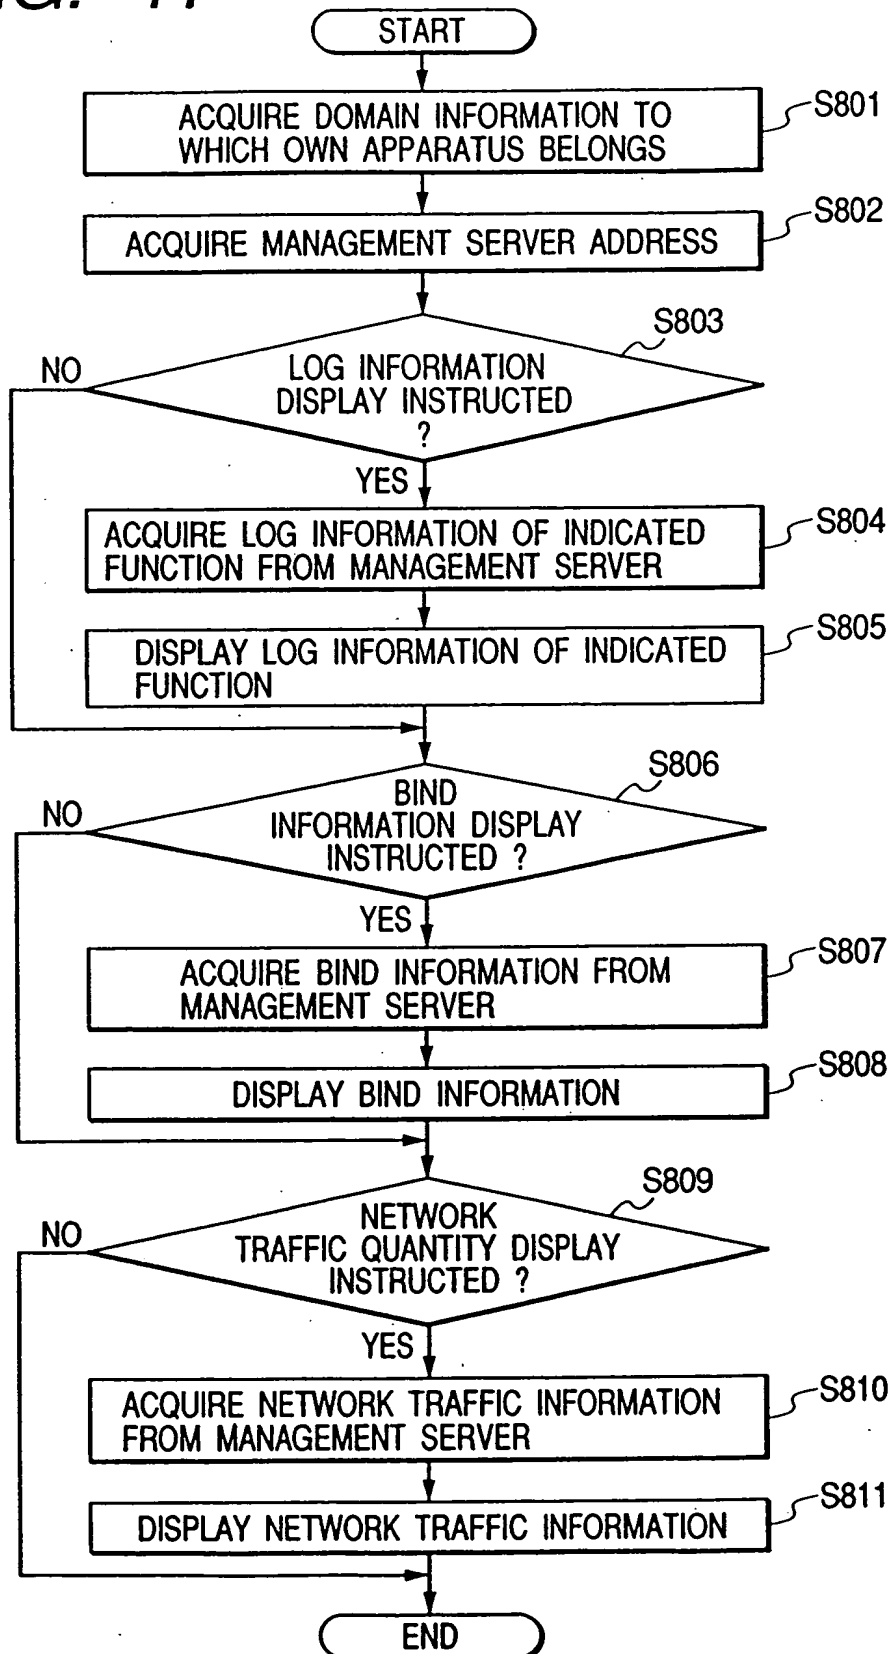 START
ACQUIRE DOMAIN INFORMATION TO
WHICH OWN APPARATUS BELONGS
S801
ACQUIRE MANAGEMENT SERVER ADDRESS
S802
LOG INFORMATION
DISPLAY INSTRUCTED
?
S803
NO
YES
ACQUIRE LOG INFORMATION OF INDICATED
FUNCTION FROM MANAGEMENT SERVER
S804
DISPLAY LOG INFORMATION OF INDICATED
FUNCTION
S805
BIND
INFORMATION DISPLAY
INSTRUCTED ?
S806
NO
YES
ACQUIRE BIND INFORMATION FROM
MANAGEMENT SERVER
S807
DISPLAY BIND INFORMATION
S808
NETWORK
TRAFFIC QUANTITY DISPLAY
INSTRUCTED ?
S809
NO
YES
ACQUIRE NETWORK TRAFFIC INFORMATION
FROM MANAGEMENT SERVER
S810
DISPLAY NETWORK TRAFFIC INFORMATION
S811
END